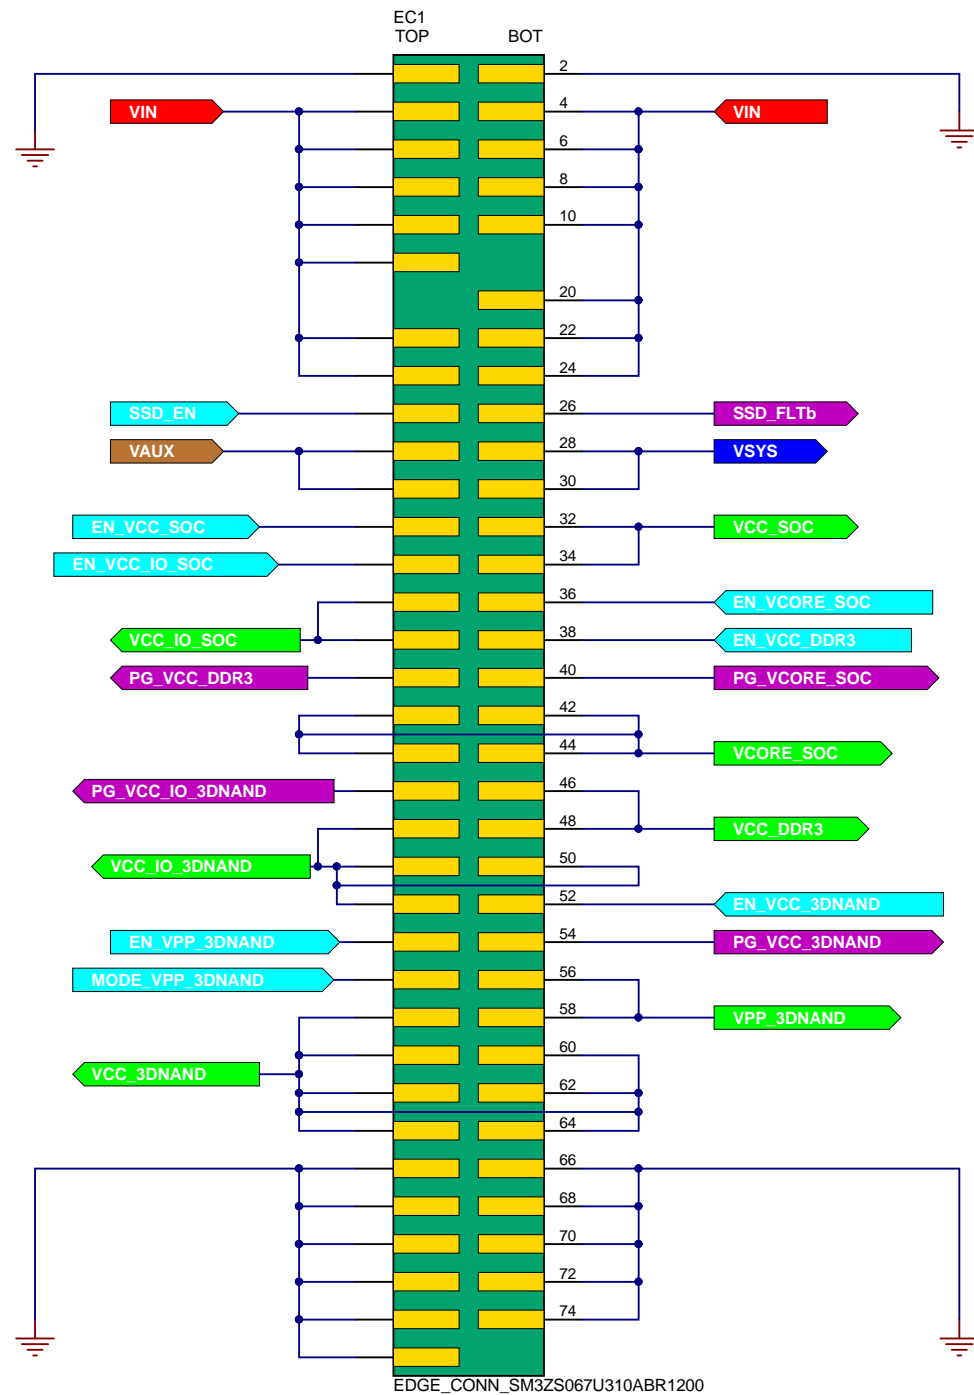 EC1
TOP BOT
2
VIN 4 VIN
6
8
10
20
22
24
SSD_EN 26 SSD_FLTb
VAUX 28 VSYS
30
EN_VCC_SOC 32 VCC_SOC
EN_VCC_IO_SOC 34
36 EN_VCORE_SOC
VCC_IO_SOC 38 EN_VCC_DDR3
PG_VCC_DDR3 40 PG_VCORE_SOC
42
44 VCORE_SOC
PG_VCC_IO_3DNAND 46
48 VCC_DDR3
VCC_IO_3DNAND 50
52 EN_VCC_3DNAND
EN_VPP_3DNAND 54 PG_VCC_3DNAND
MODE_VPP_3DNAND 56
58 VPP_3DNAND
60
VCC_3DNAND
62
64
66
68
70
72
74
EDGE_CONN_SM3ZS067U310ABR1200